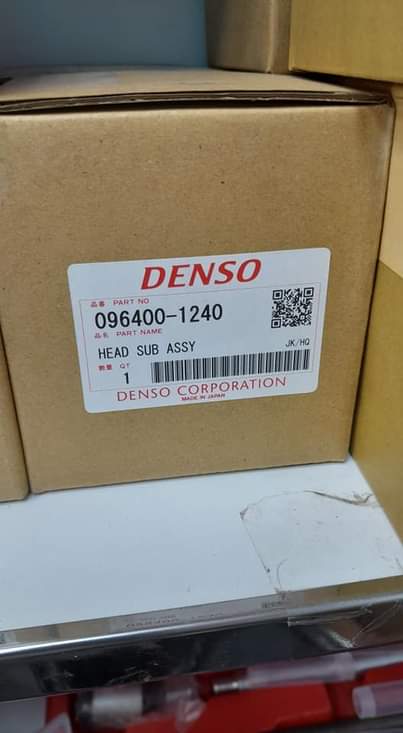 DENSO
品番 PART NO
096400-1240
品名 PART NAME
HEAD SUB ASSY
JK/HQ
数量 QT
1
DENSO CORPORATION
MADE IN JAPAN